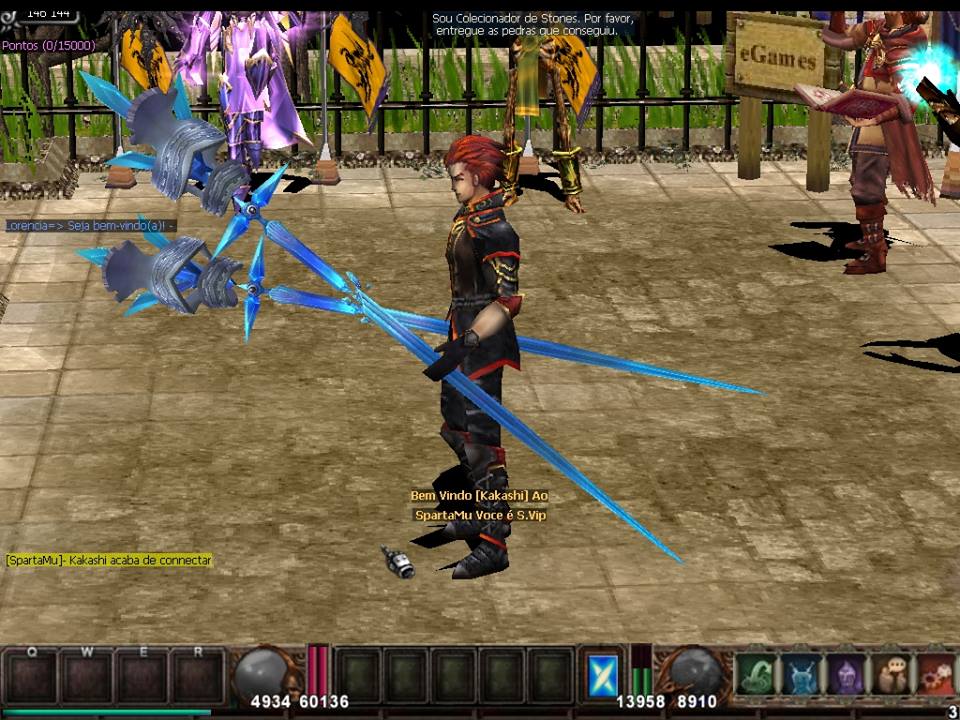 146 144
Sou Colecionador de Stones. Por favor,
entregue as pedras que conseguiu.
Pontos (0/15000)
eGames
Lorencia=> Seja bem-vindo(a)! -
Bem Vindo [Kakashi] Ao
SpartaMu Voce é S.Vip
[SpartaMu]- Kakashi acaba de connectar
Q W E R
4934 60136 13958 8910
3